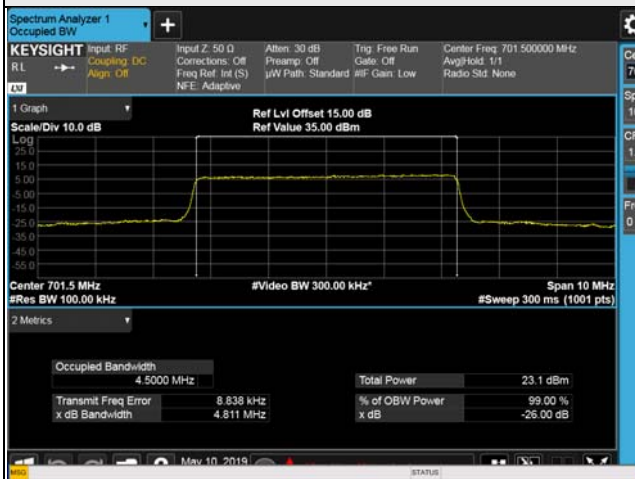 Spectrum Analyzer 1
Occupied BW
KEYSIGHT
RL
LXI
Input: RF
Coupling: DC
Align: Off
Input Z: 50 Ω
Corrections: Off
Freq Ref: Int (S)
NFE: Adaptive
Atten: 30 dB
Preamp: Off
µW Path: Standard
Trig: Free Run
Gate: Off
#IF Gain: Low
Center Freq: 701.500000 MHz
Avg|Hold: 1/1
Radio Std: None
1 Graph
Scale/Div 10.0 dB
Ref Lvl Offset 15.00 dB
Ref Value 35.00 dBm
Log
25.0
15.0
5.00
-5.00
-15.0
-25.0
-35.0
-45.0
-55.0
Center 701.5 MHz
#Video BW 300.00 kHz*
Span 10 MHz
#Res BW 100.00 kHz
#Sweep 300 ms (1001 pts)
2 Metrics
Occupied Bandwidth
4.5000 MHz
Total Power 23.1 dBm
Transmit Freq Error 8.838 kHz
% of OBW Power 99.00 %
x dB Bandwidth 4.811 MHz
x dB -26.00 dB
May 10, 2019
MSG
STATUS